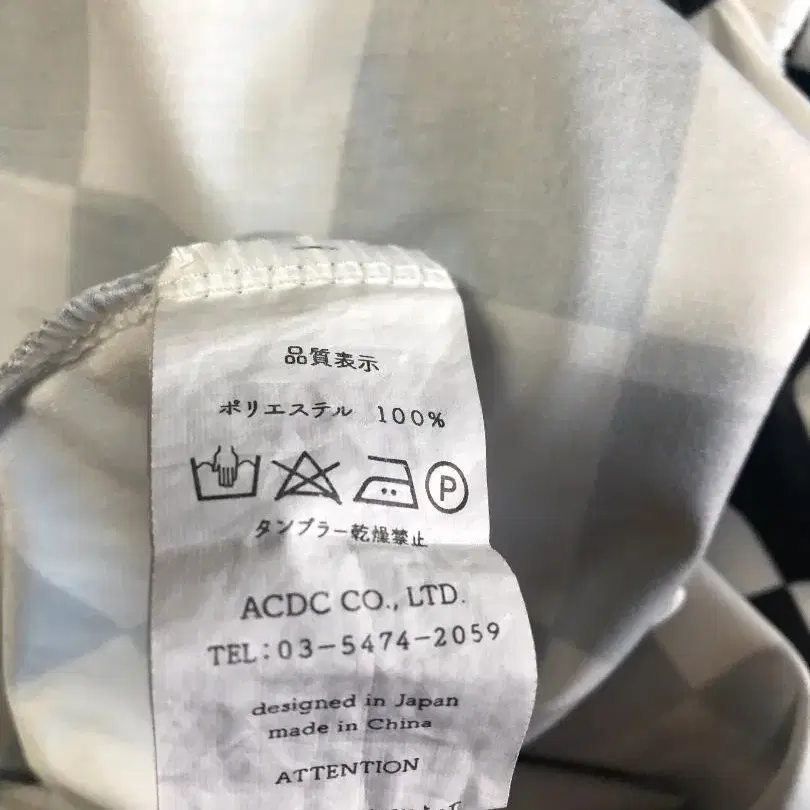 品質表示
ポリエステル 100%
P
タンブラー乾燥禁止
ACDC CO., LTD.
TEL:03-5474-2059
designed in Japan
made in China
ATTENTION